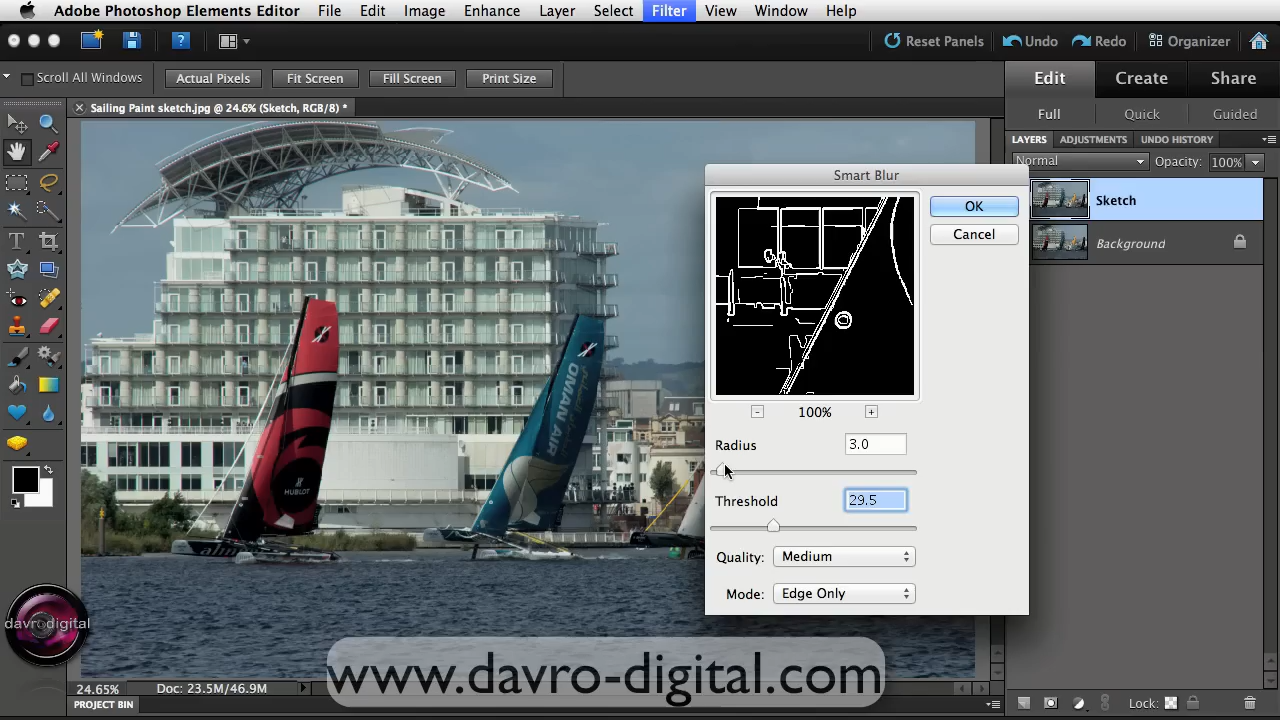 Adobe Photoshop Elements Editor File Edit Image Enhance Layer Select Filter View Window Help
? Reset Panels Undo Redo Organizer
Scroll All Windows Actual Pixels Fit Screen Fill Screen Print Size
Edit Create Share
Sailing Paint sketch.jpg @ 24.6% (Sketch, RGB/8) *
Full Quick Guided
LAYERS ADJUSTMENTS UNDO HISTORY
Normal Opacity: 100%
Sketch
Background
T
Smart Blur
OK
Cancel
- 100% +
Radius 3.0
Threshold 29.5
Quality: Medium
Mode: Edge Only
OMAN AIR
HUBLOT
davrodigital
www.davro-digital.com
24.65% Doc: 23.5M/46.9M
Lock:
PROJECT BIN